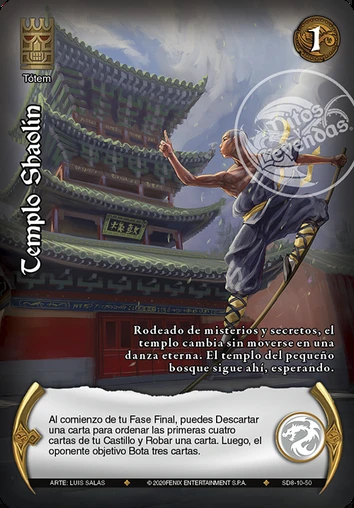 Tótem
1
Mitos y
Leyendas
Templo Shaolin
Rodeado de misterios y secretos, el
templo cambia sin moverse en una
danza eterna. El templo del pequeño
bosque sigue ahí, esperando.
Al comienzo de tu Fase Final, puedes Descartar
una carta para ordenar las primeras cuatro
cartas de tu Castillo y Robar una carta. Luego, el
oponente objetivo Bota tres cartas.
ARTE: LUIS SALAS
©2020FENIX ENTERTAINMENT S.P.A.
SD8-10-50